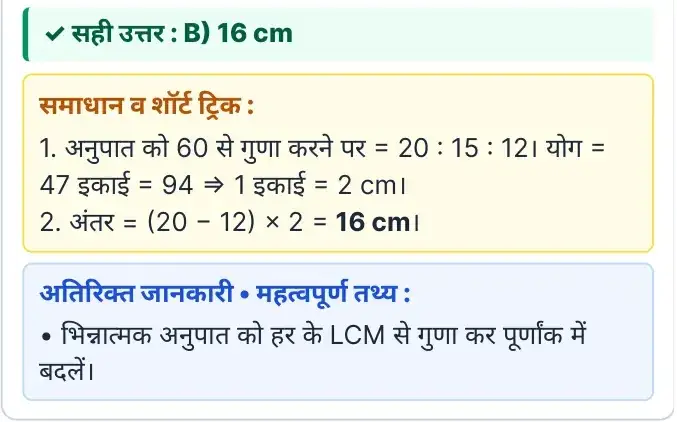 ✓ सही उत्तर : B) 16 cm
समाधान व शॉर्ट ट्रिक :
1. अनुपात को 60 से गुणा करने पर = 20 : 15 : 12। योग =
47 इकाई = 94 ⇒ 1 इकाई = 2 cm।
2. अंतर = (20 − 12) × 2 = 16 cm।
अतिरिक्त जानकारी • महत्वपूर्ण तथ्य :
• भिन्नात्मक अनुपात को हर के LCM से गुणा कर पूर्णांक में
बदलें।